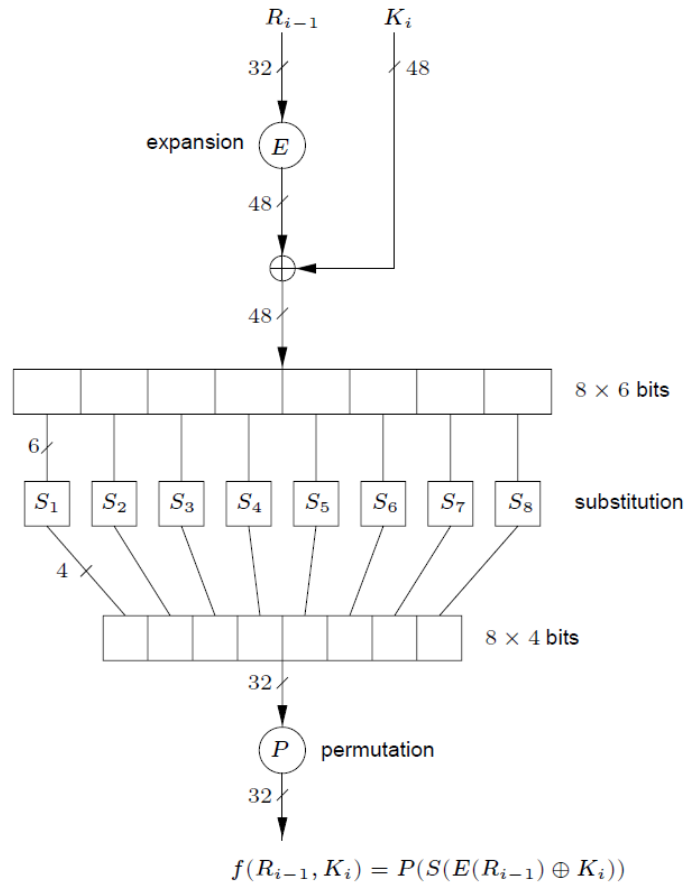 R_{i−1} K_i
32 48
expansion E
48
48
8 × 6 bits
6
S_1 S_2 S_3 S_4 S_5 S_6 S_7 S_8 substitution
4
8 × 4 bits
32
P permutation
32
f(R_{i−1}, K_i) = P(S(E(R_{i−1}) ⊕ K_i))